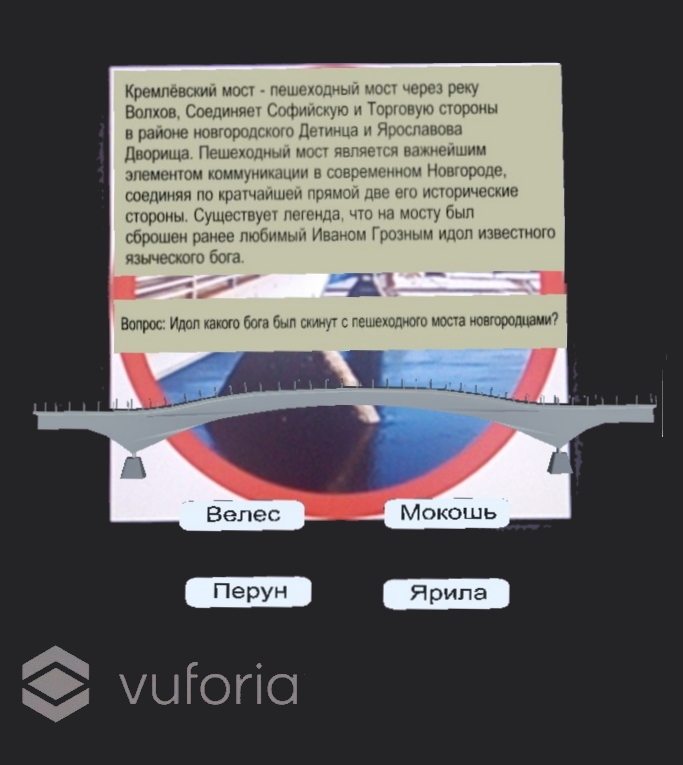 Кремлёвский мост - пешеходный мост через реку
Волхов, Соединяет Софийскую и Торговую стороны
в районе новгородского Детинца и Ярославова
Дворища. Пешеходный мост является важнейшим
элементом коммуникации в современном Новгороде,
соединяя по кратчайшей прямой две его исторические
стороны. Существует легенда, что на мосту был
сброшен ранее любимый Иваном Грозным идол известного
языческого бога.
Вопрос: Идол какого бога был скинут с пешеходного моста новгородцами?
Велес
Мокошь
Перун
Ярила
vuforia